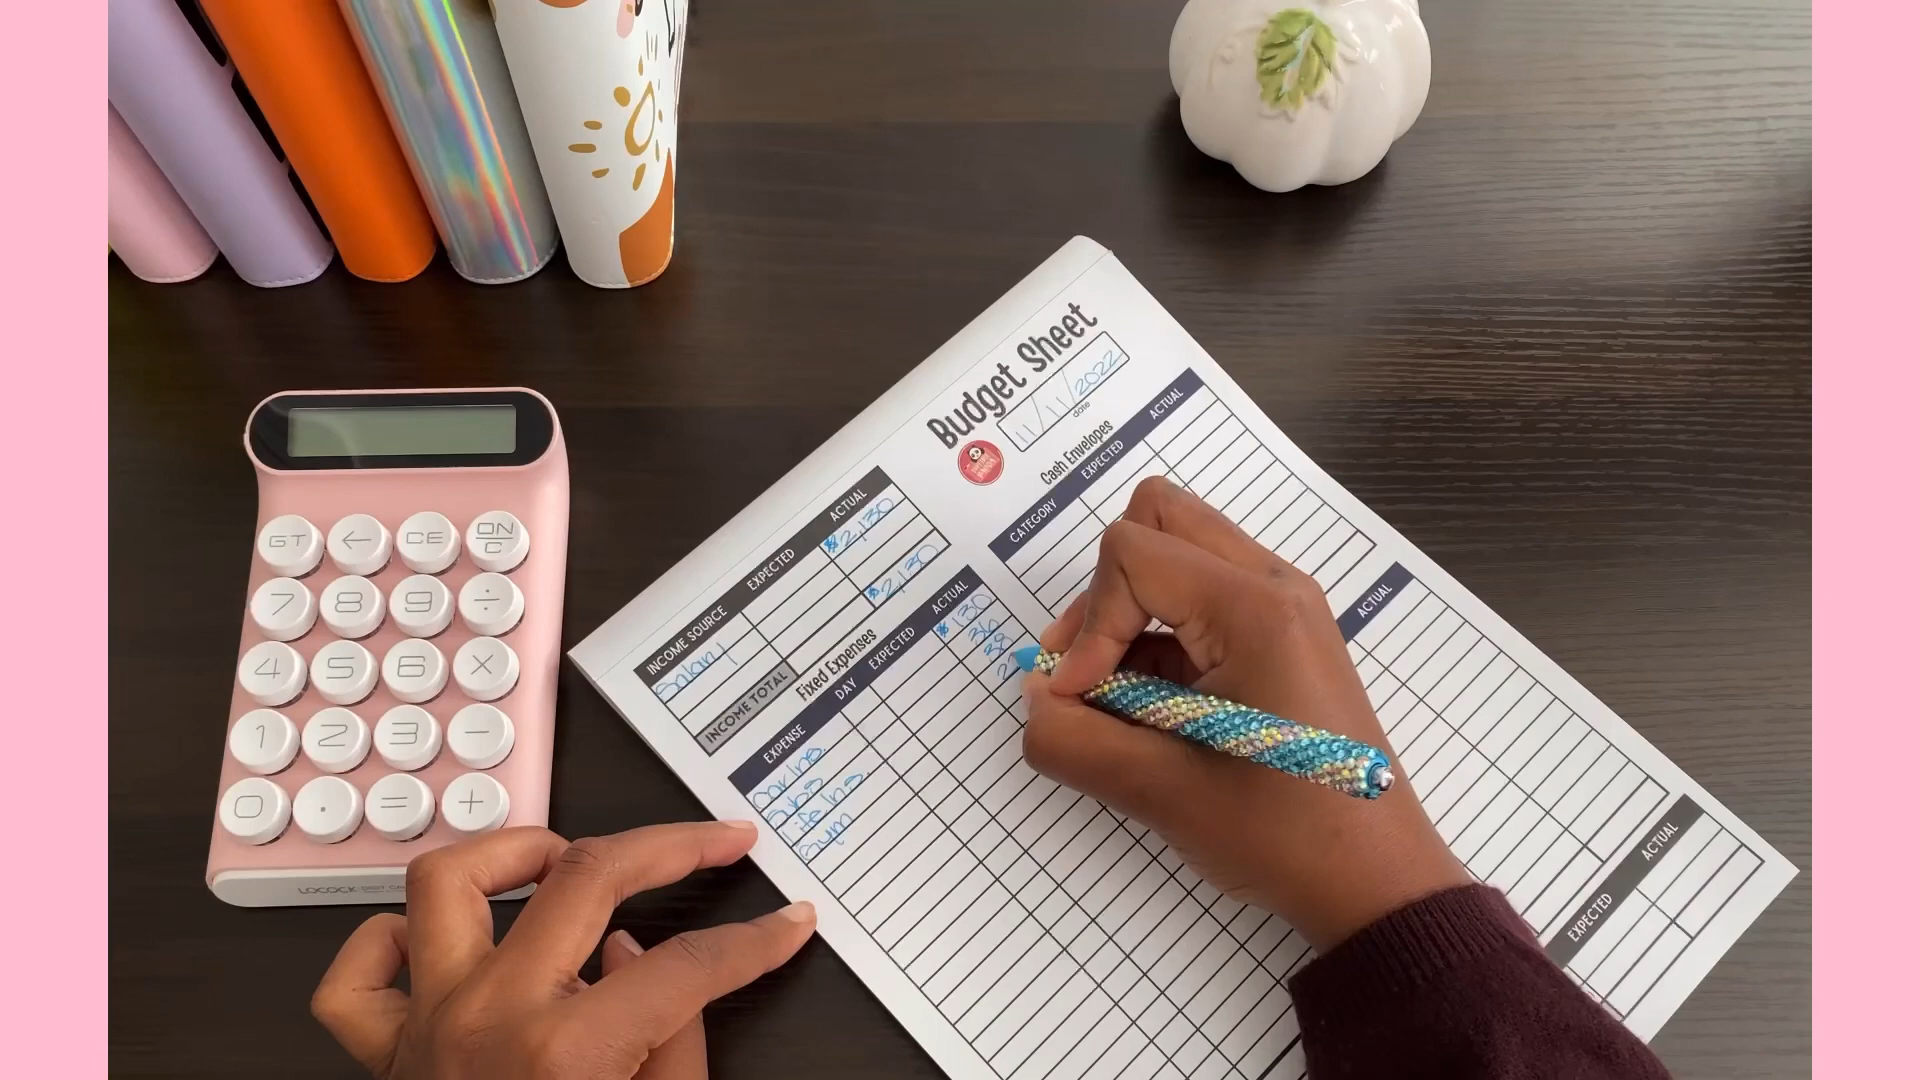 Budget Sheet
11/11/2022
date
INCOME SOURCE EXPECTED ACTUAL
Salary $2,130
INCOME TOTAL $2,130
Fixed Expenses
EXPENSE DAY EXPECTED ACTUAL
Car Ins. $130
Subs
Life Ins.
Gym
Cash Envelopes
CATEGORY EXPECTED ACTUAL
ACTUAL
EXPECTED ACTUAL
GT ← CE ON/C
7 8 9 ÷
4 5 6 ×
1 2 3 −
0 . = +
LOCOCK